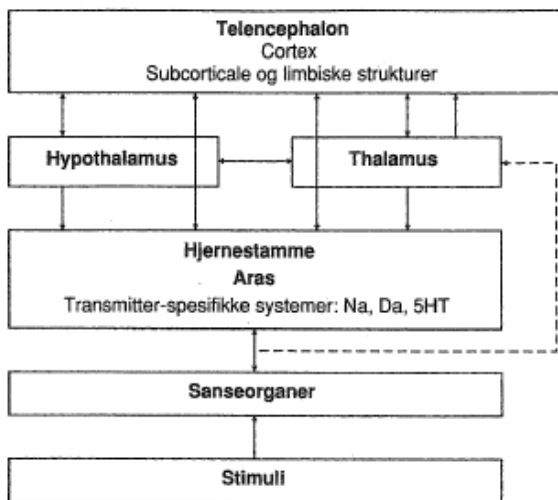 Telencephalon
Cortex
Subcorticale og limbiske strukturer
Hypothalamus
Thalamus
Hjernestamme
Aras
Transmitter-spesifikke systemer: Na, Da, 5HT
Sanseorganer
Stimuli